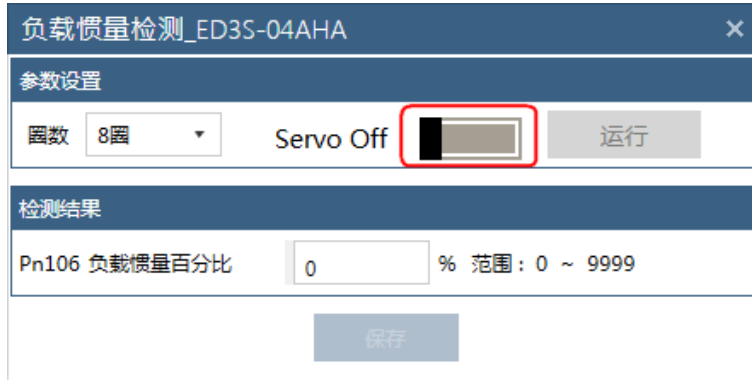 负载惯量检测_ED3S-04AHA
参数设置
圈数 8圈 Servo Off 运行
检测结果
Pn106 负载惯量百分比 0 % 范围：0 ~ 9999
保存